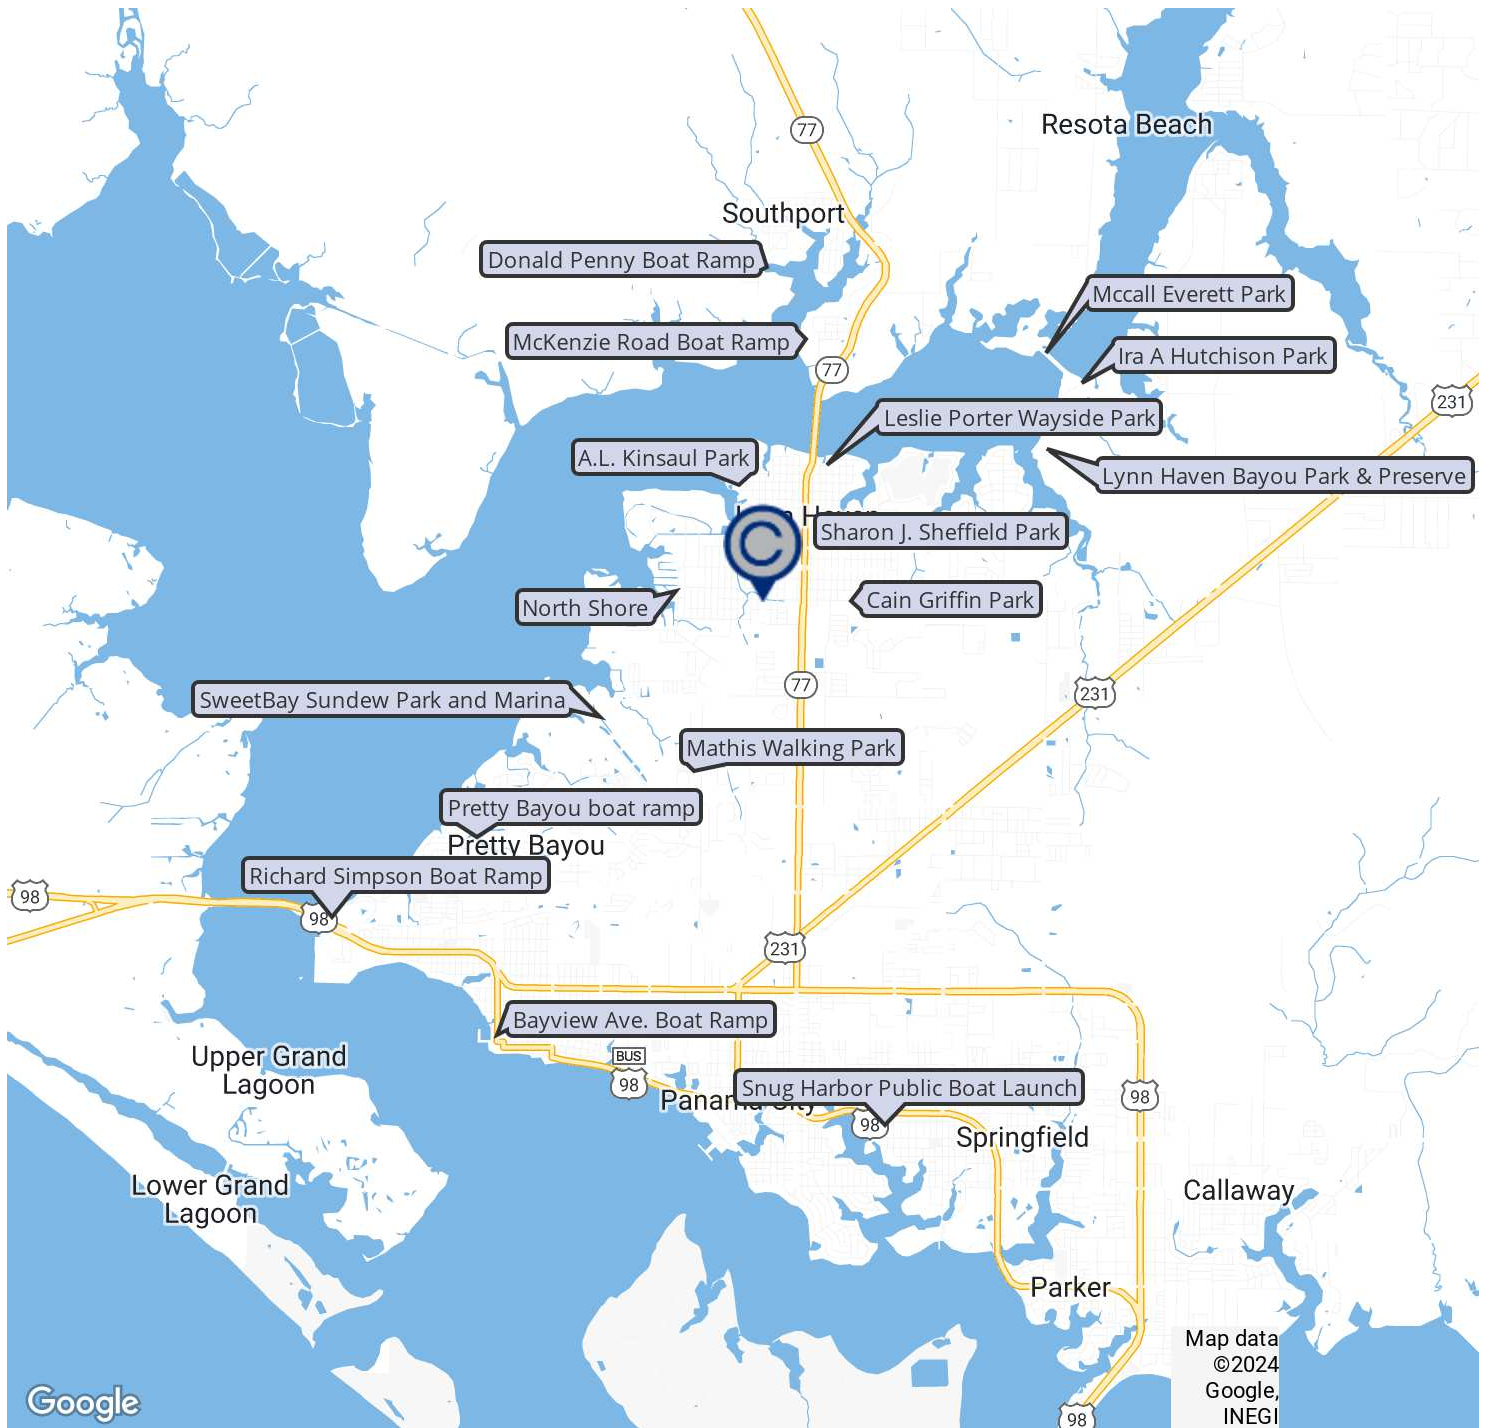 Resota Beach
77
Southport
Donald Penny Boat Ramp
Mccall Everett Park
McKenzie Road Boat Ramp
Ira A Hutchison Park
77
231
Leslie Porter Wayside Park
A.L. Kinsaul Park
Lynn Haven Bayou Park & Preserve
C
Sharon J. Sheffield Park
North Shore
Cain Griffin Park
77
231
SweetBay Sundew Park and Marina
Mathis Walking Park
Pretty Bayou boat ramp
Pretty Bayou
Richard Simpson Boat Ramp
98
98
231
Bayview Ave. Boat Ramp
Upper Grand
Lagoon
BUS
98
Snug Harbor Public Boat Launch
Panama City
98
98
Springfield
Lower Grand
Lagoon
Callaway
Parker
Map data
©2024
Google,
INEGI
98
Google